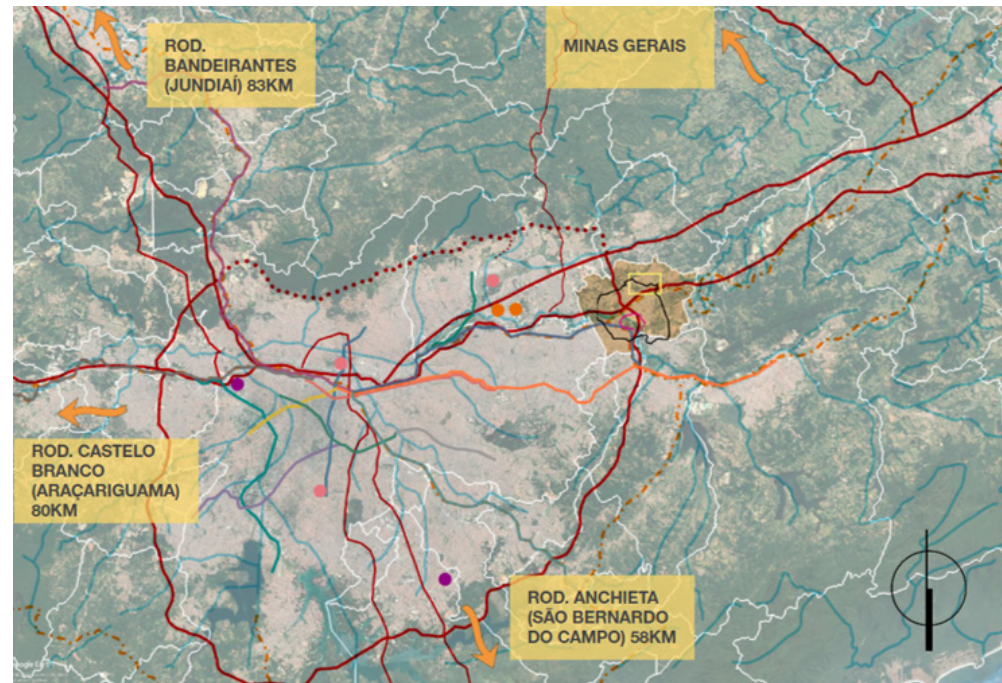 ROD.
BANDEIRANTES
(JUNDIAÍ) 83KM
MINAS GERAIS
ROD. CASTELO
BRANCO
(ARAÇARIGUAMA)
80KM
ROD. ANCHIETA
(SÃO BERNARDO
DO CAMPO) 58KM